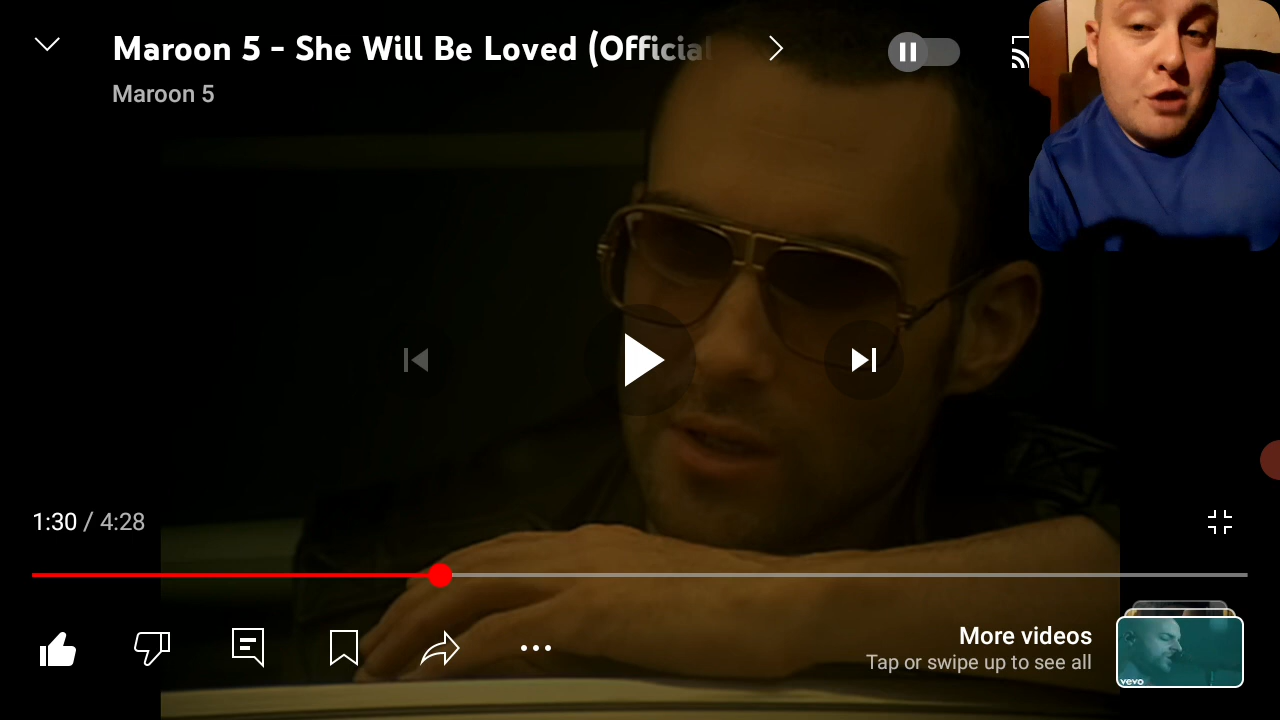 Maroon 5 - She Will Be Loved (Official
Maroon 5
1:30 / 4:28
More videos
Tap or swipe up to see all
vevo